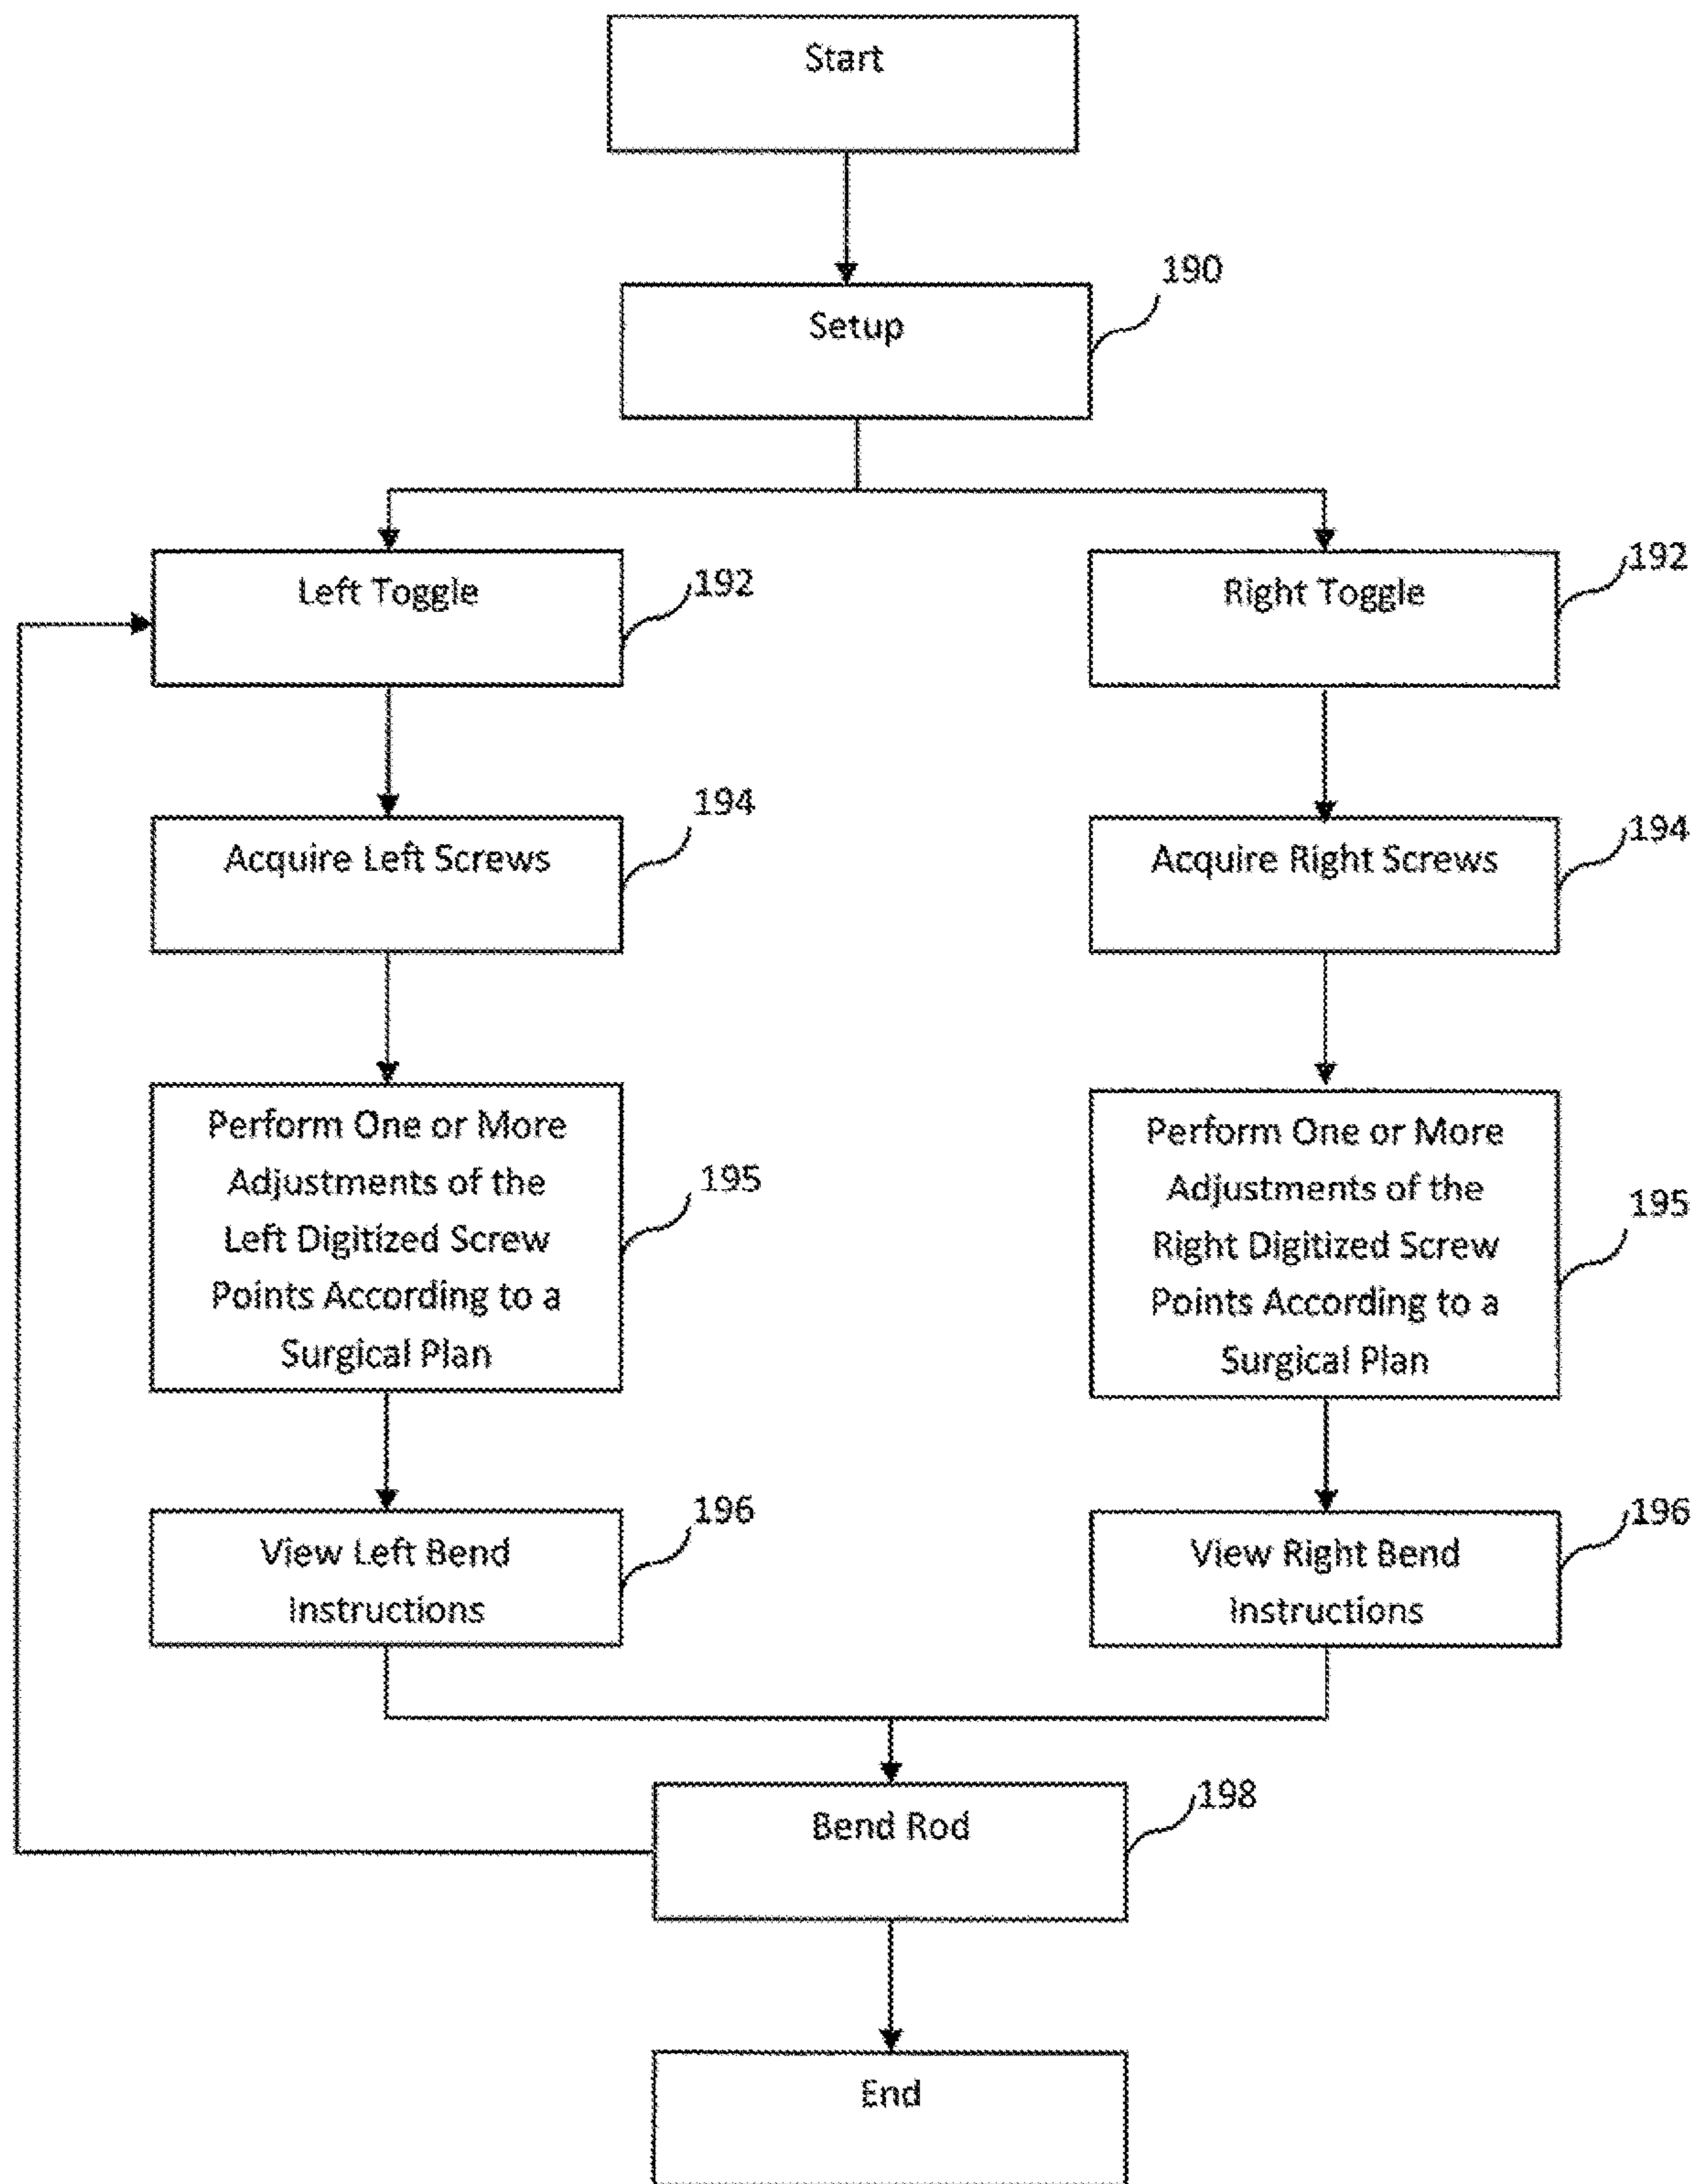 Start
Setup
190
Left Toggle
192
Right Toggle
192
Acquire Left Screws
194
Acquire Right Screws
194
Perform One or More
Adjustments of the
Left Digitized Screw
Points According to a
Surgical Plan
195
Perform One or More
Adjustments of the
Right Digitized Screw
Points According to a
Surgical Plan
195
View Left Bend
Instructions
196
View Right Bend
Instructions
196
Bend Rod
198
End